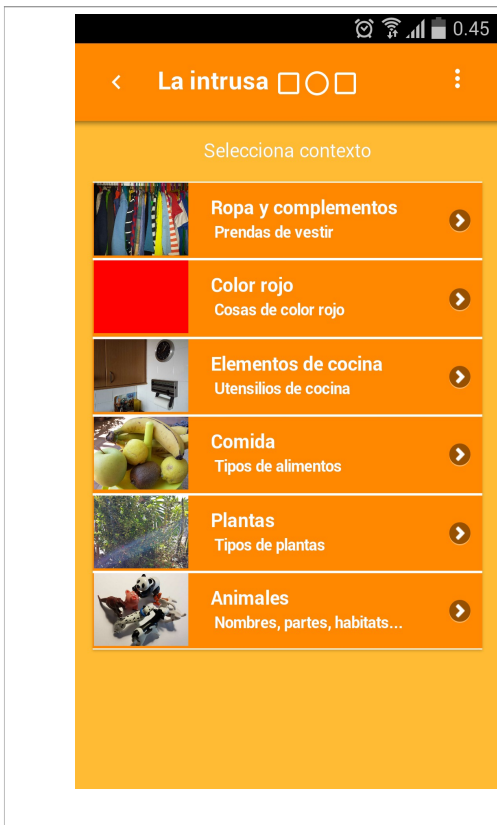 0.45
La intrusa
Selecciona contexto
Ropa y complementos
Prendas de vestir
Color rojo
Cosas de color rojo
Elementos de cocina
Utensilios de cocina
Comida
Tipos de alimentos
Plantas
Tipos de plantas
Animales
Nombres, partes, habitats...